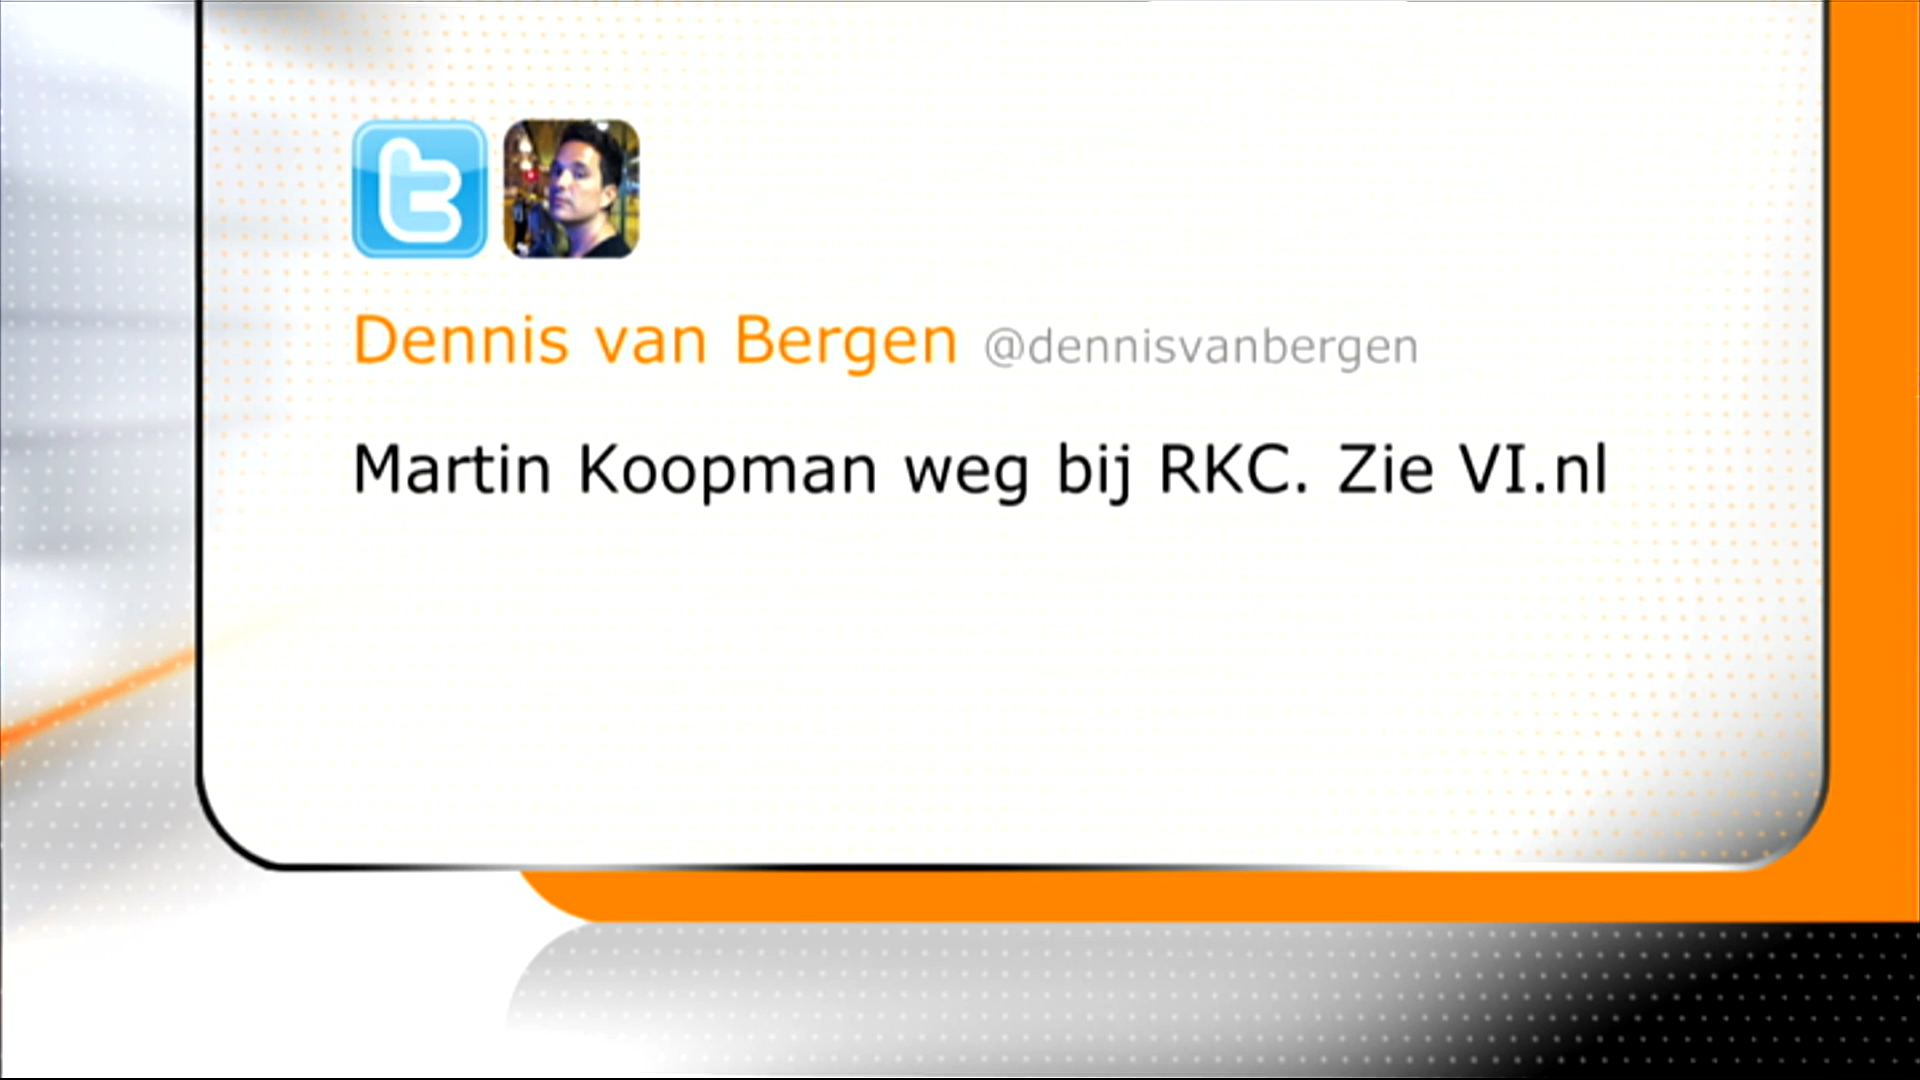 Dennis van Bergen @dennisvanbergen
Martin Koopman weg bij RKC. Zie VI.nl